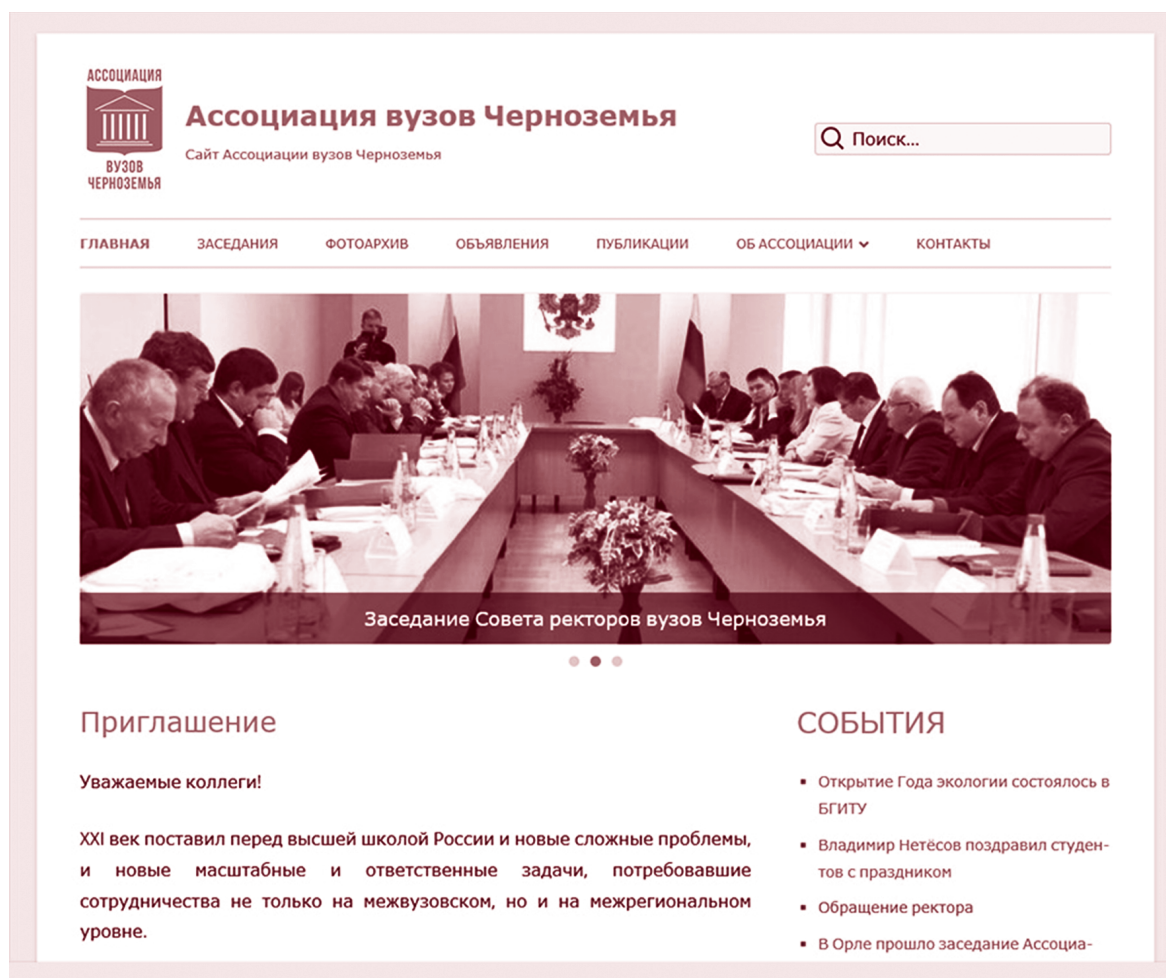 АССОЦИАЦИЯ
ВУЗОВ
ЧЕРНОЗЕМЬЯ
Ассоциация вузов Черноземья
Сайт Ассоциации вузов Черноземья
Поиск...
ГЛАВНАЯ ЗАСЕДАНИЯ ФОТОАРХИВ ОБЪЯВЛЕНИЯ ПУБЛИКАЦИИ ОБ АССОЦИАЦИИ КОНТАКТЫ
Заседание Совета ректоров вузов Черноземья
Приглашение
Уважаемые коллеги!
XXI век поставил перед высшей школой России и новые сложные проблемы,
и новые масштабные и ответственные задачи, потребовавшие
сотрудничества не только на межвузовском, но и на межрегиональном
уровне.
СОБЫТИЯ
Открытие Года экологии состоялось в
БГИТУ
Владимир Нетёсов поздравил студен-
тов с праздником
Обращение ректора
В Орле прошло заседание Ассоциа-